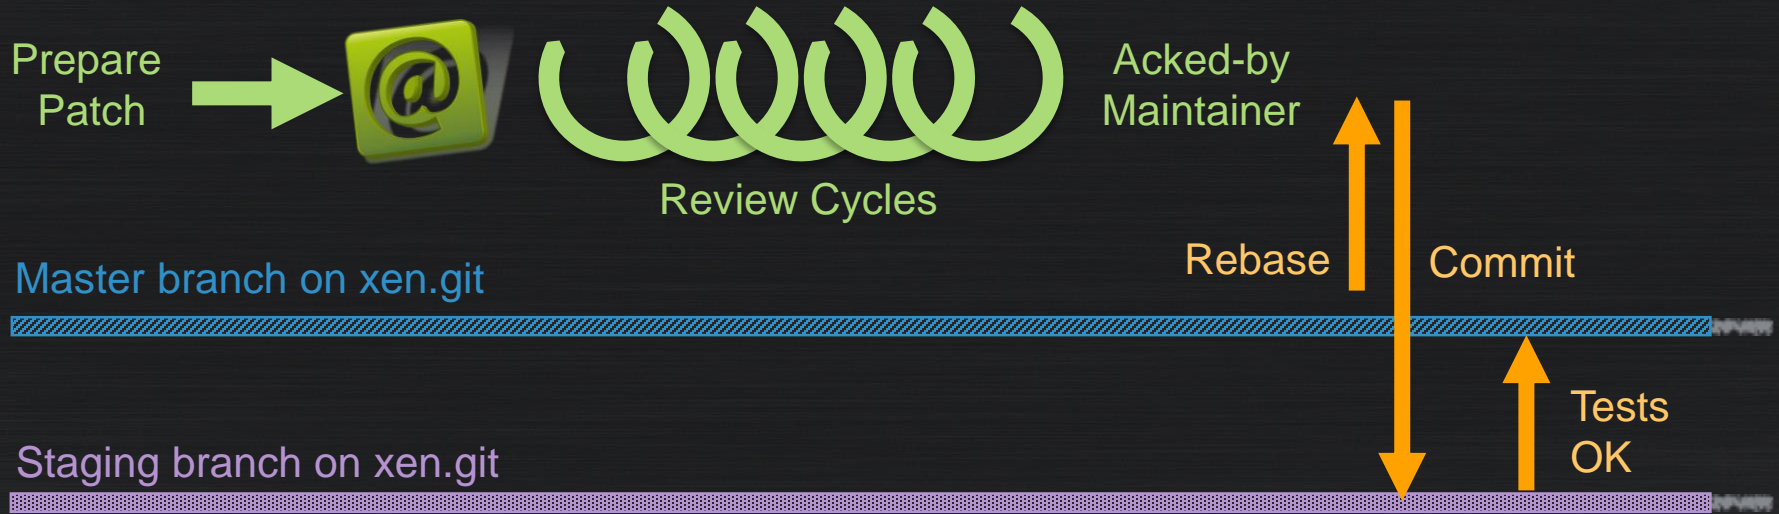 Prepare
Patch
@
Acked-by
Maintainer
Review Cycles
Rebase
Commit
Master branch on xen.git
Tests
OK
Staging branch on xen.git